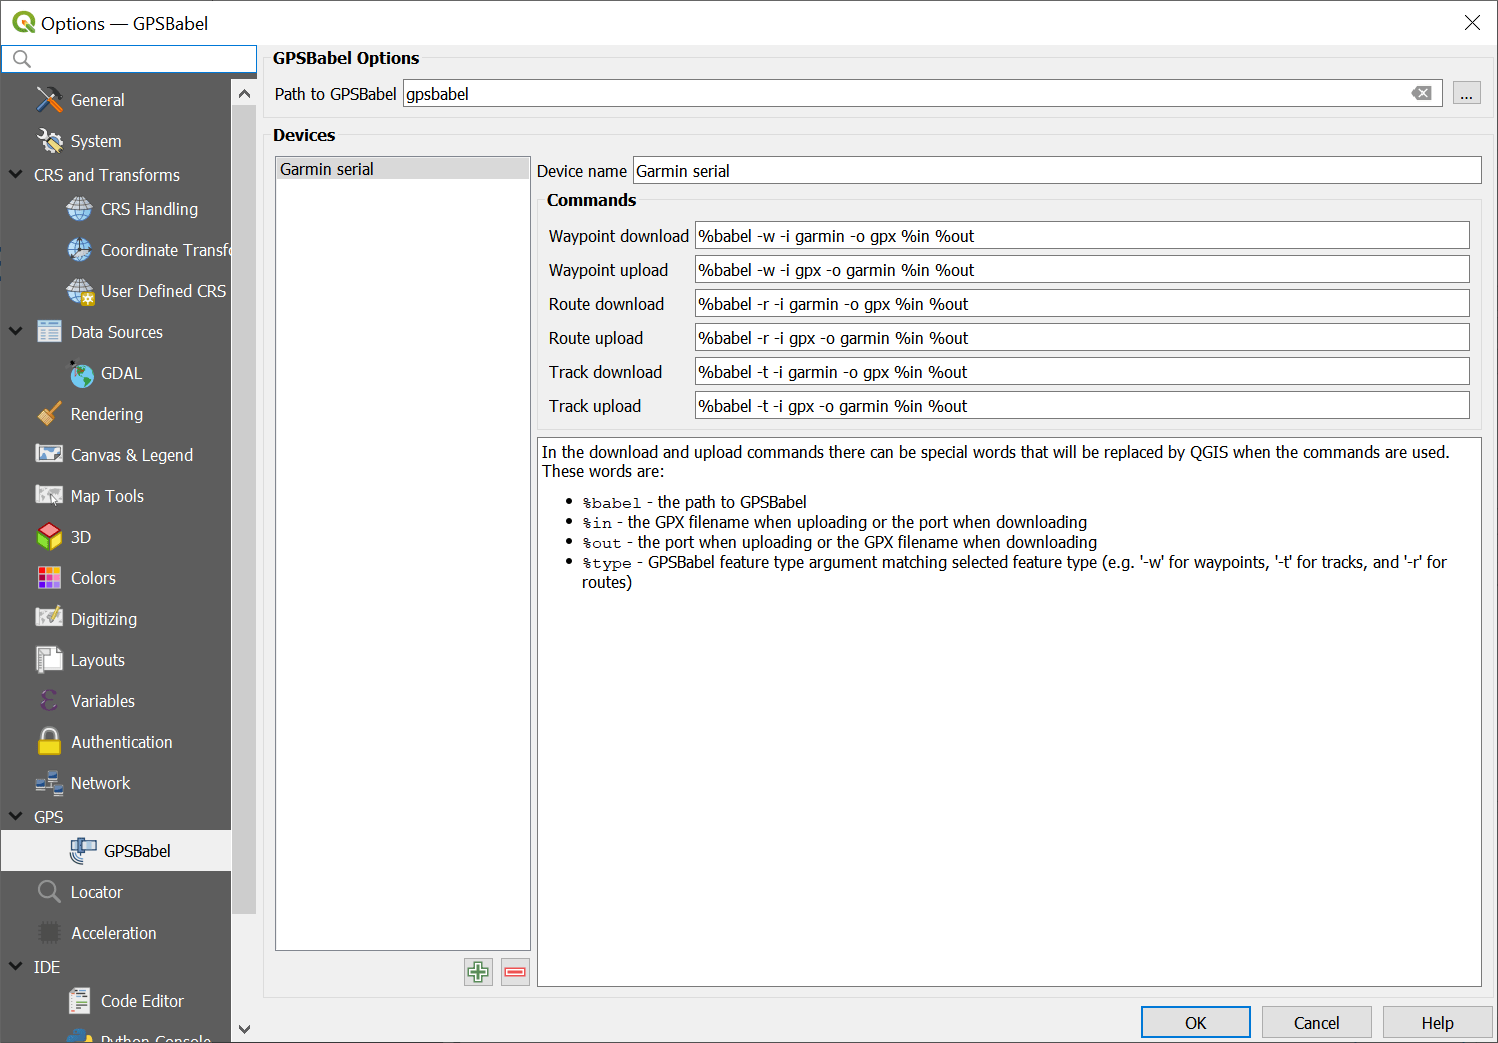 Options — GPSBabel
General
System
CRS and Transforms
CRS Handling
Coordinate Transfo
User Defined CRS
Data Sources
GDAL
Rendering
Canvas & Legend
Map Tools
3D
Colors
Digitizing
Layouts
Variables
Authentication
Network
GPS
GPSBabel
Locator
Acceleration
IDE
Code Editor
Python Console
GPSBabel Options
Path to GPSBabel gpsbabel ...
Devices
Garmin serial
Device name Garmin serial
Commands
Waypoint download %babel -w -i garmin -o gpx %in %out
Waypoint upload %babel -w -i gpx -o garmin %in %out
Route download %babel -r -i garmin -o gpx %in %out
Route upload %babel -r -i gpx -o garmin %in %out
Track download %babel -t -i garmin -o gpx %in %out
Track upload %babel -t -i gpx -o garmin %in %out
In the download and upload commands there can be special words that will be replaced by QGIS when the commands are used.
These words are:
• %babel - the path to GPSBabel
• %in - the GPX filename when uploading or the port when downloading
• %out - the port when uploading or the GPX filename when downloading
• %type - GPSBabel feature type argument matching selected feature type (e.g. '-w' for waypoints, '-t' for tracks, and '-r' for
routes)
OK Cancel Help